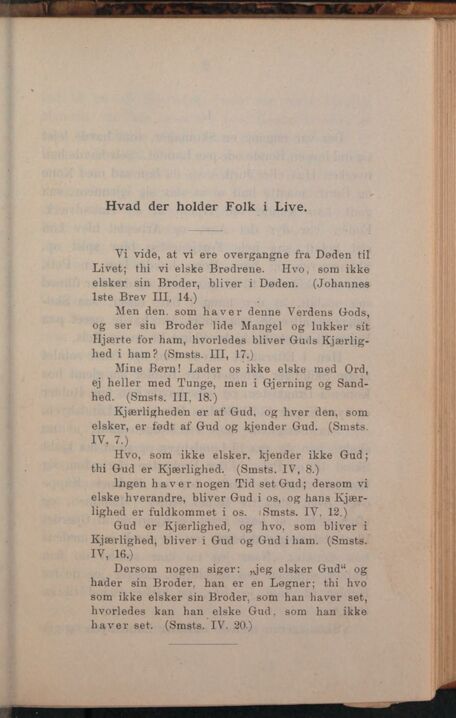 Hvad der holder Folk i Live.
Vi vide, at vi ere overgangne fra Døden til
Livet; thi vi elske Brødrene. Hvo, som ikke
elsker sin Broder, bliver i Døden. (Johannes
1ste Brev III, 14.)
Men den, som haver denne Verdens Gods,
og ser sin Broder lide Mangel og lukker sit
Hjærte for ham, hvorledes bliver Guds Kjærlig-
hed i ham? (Smsts. III, 17.)
Mine Børn! Lader os ikke elske med Ord,
ej heller med Tunge, men i Gjerning og Sand-
hed. (Smsts. III, 18.)
Kjærligheden er af Gud, og hver den, som
elsker, er født af Gud og kjender Gud. (Smsts.
IV, 7.)
Hvo, som ikke elsker, kjender ikke Gud;
thi Gud er Kjærlighed. (Smsts. IV, 8.)
Ingen haver nogen Tid set Gud; dersom vi
elske hverandre, bliver Gud i os, og hans Kjær-
lighed er fuldkommet i os. (Smsts. IV. 12.)
Gud er Kjærlighed, og hvo, som bliver i
Kjærlighed, bliver i Gud og Gud i ham. (Smsts.
IV, 16.)
Dersom nogen siger: „jeg elsker Gud“ og
hader sin Broder, han er en Løgner; thi hvo
som ikke elsker sin Broder, som han haver set,
hvorledes kan han elske Gud, som han ikke
haver set. (Smsts. IV. 20.)